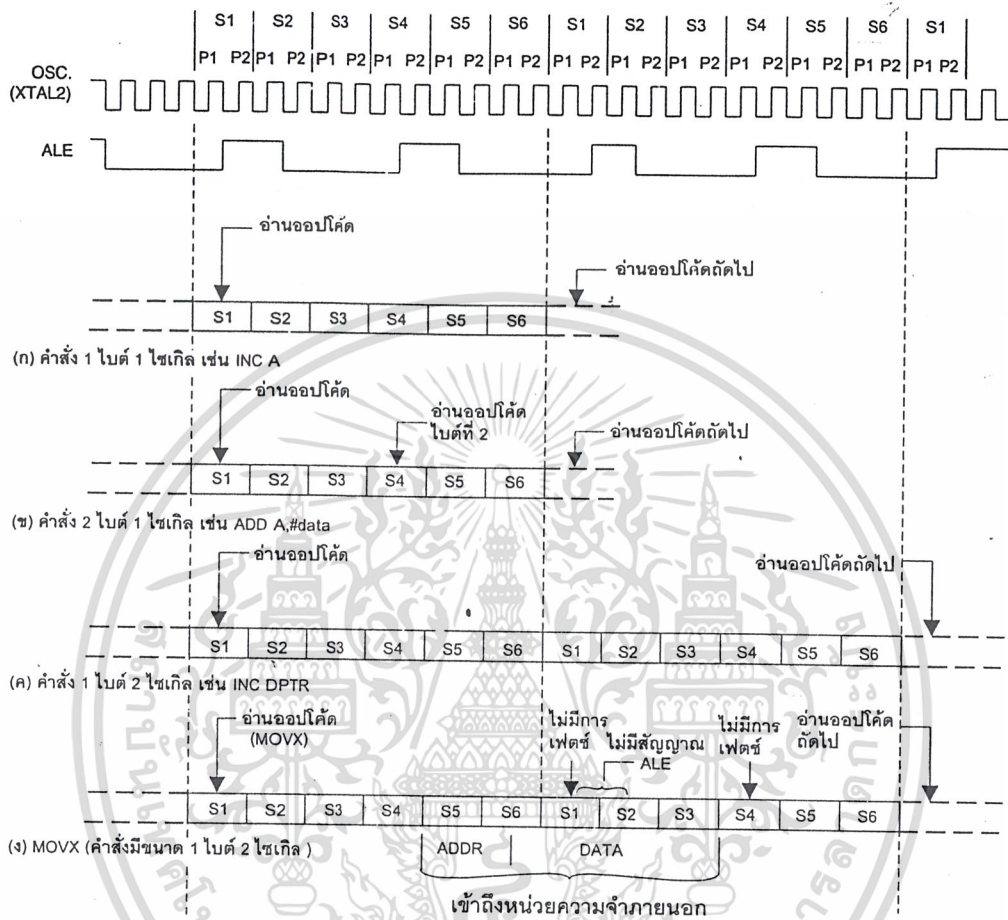 S1 S2 S3 S4 S5 S6 S1 S2 S3 S4 S5 S6 S1
P1 P2 P1 P2 P1 P2 P1 P2 P1 P2 P1 P2 P1 P2 P1 P2 P1 P2 P1 P2 P1 P2 P1 P2 P1 P2
OSC.
(XTAL2)
ALE
อ่านออปโค้ด
อ่านออปโค้ดถัดไป
S1 S2 S3 S4 S5 S6
(ก) คำสั่ง 1 ไบต์ 1 ไซเกิล เช่น INC A
อ่านออปโค้ด
อ่านออปโค้ด
ไบต์ที่ 2
อ่านออปโค้ดถัดไป
S1 S2 S3 S4 S5 S6
(ข) คำสั่ง 2 ไบต์ 1 ไซเกิล เช่น ADD A,#data
อ่านออปโค้ด
อ่านออปโค้ดถัดไป
S1 S2 S3 S4 S5 S6 S1 S2 S3 S4 S5 S6
(ค) คำสั่ง 1 ไบต์ 2 ไซเกิล เช่น INC DPTR
อ่านออปโค้ด
(MOVX)
ไม่มีการ
เฟตช์
ไม่มีสัญญาณ
ALE
ไม่มีการ
เฟตช์
อ่านออปโค้ด
ถัดไป
S1 S2 S3 S4 S5 S6 S1 S2 S3 S4 S5 S6
(ง) MOVX (คำสั่งมีขนาด 1 ไบต์ 2 ไซเกิล )
ADDR DATA
เข้าถึงหน่วยความจำภายนอก